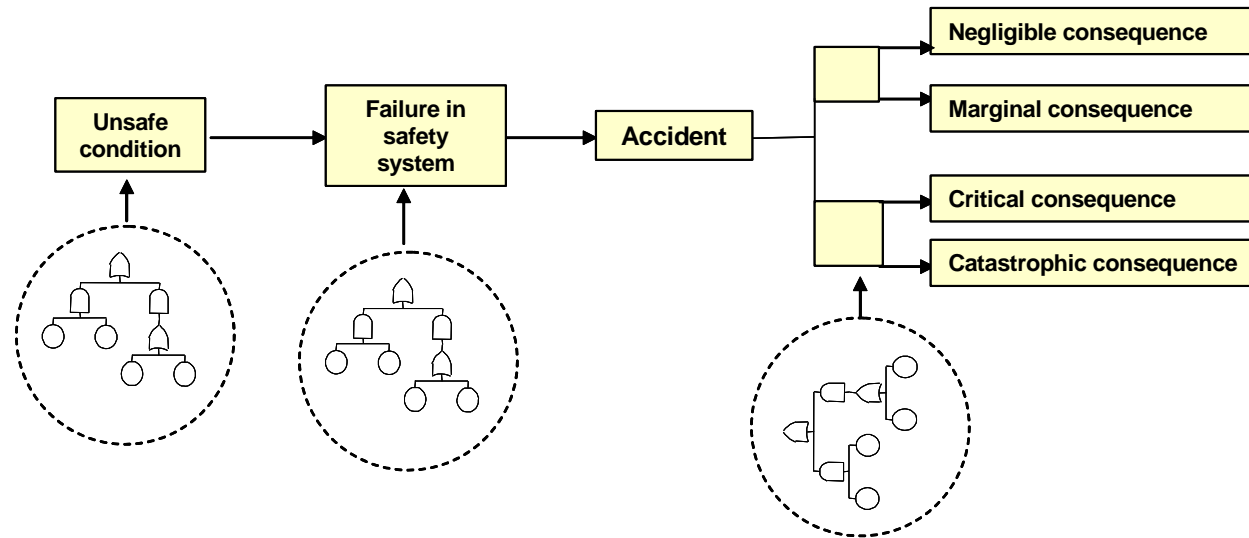 Unsafe
condition
Failure in
safety
system
Accident
Negligible consequence
Marginal consequence
Critical consequence
Catastrophic consequence